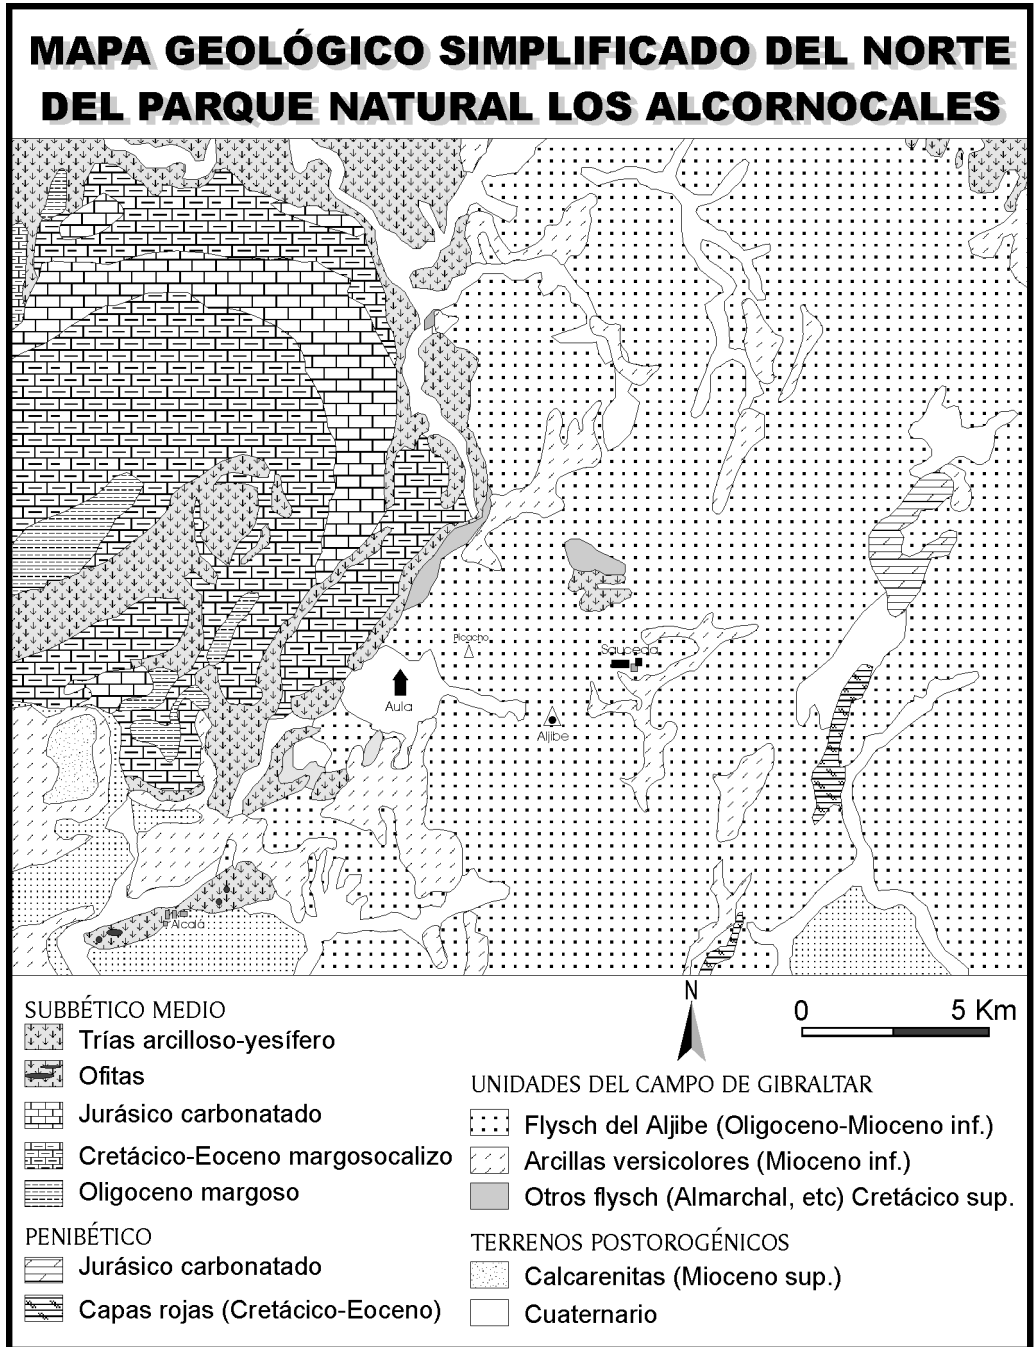 MAPA GEOLÓGICO SIMPLIFICADO DEL NORTE
DEL PARQUE NATURAL LOS ALCORNOCALES
Picacho
Sauceda
Aula
Aljibe
Alcalá
SUBBÉTICO MEDIO
Trías arcilloso-yesífero
Ofitas
Jurásico carbonatado
Cretácico-Eoceno margosocalizo
Oligoceno margoso
PENIBÉTICO
Jurásico carbonatado
Capas rojas (Cretácico-Eoceno)
N
0 5 Km
UNIDADES DEL CAMPO DE GIBRALTAR
Flysch del Aljibe (Oligoceno-Mioceno inf.)
Arcillas versicolores (Mioceno inf.)
Otros flysch (Almarchal, etc) Cretácico sup.
TERRENOS POSTOROGÉNICOS
Calcarenitas (Mioceno sup.)
Cuaternario